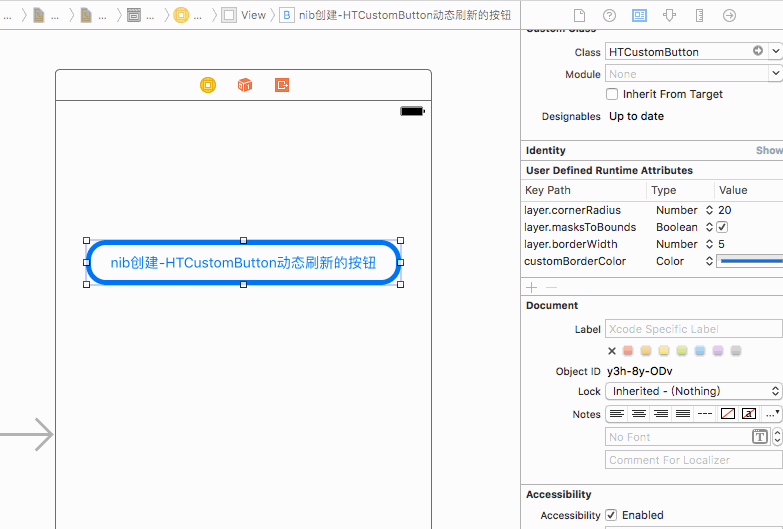 ... ... ... ... ... View B nib创建-HTCustomButton动态刷新的按钮
Custom Class
Class HTCustomButton
Module None
Inherit From Target
Designables Up to date
Identity Show
User Defined Runtime Attributes
Key Path Type Value
layer.cornerRadius Number 20
layer.masksToBounds Boolean
layer.borderWidth Number 5
customBorderColor Color
nib创建-HTCustomButton动态刷新的按钮
Document
Label Xcode Specific Label
Object ID y3h-8y-ODv
Lock Inherited - (Nothing)
Notes a ...
No Font T
Comment For Localizer
Accessibility
Accessibility Enabled